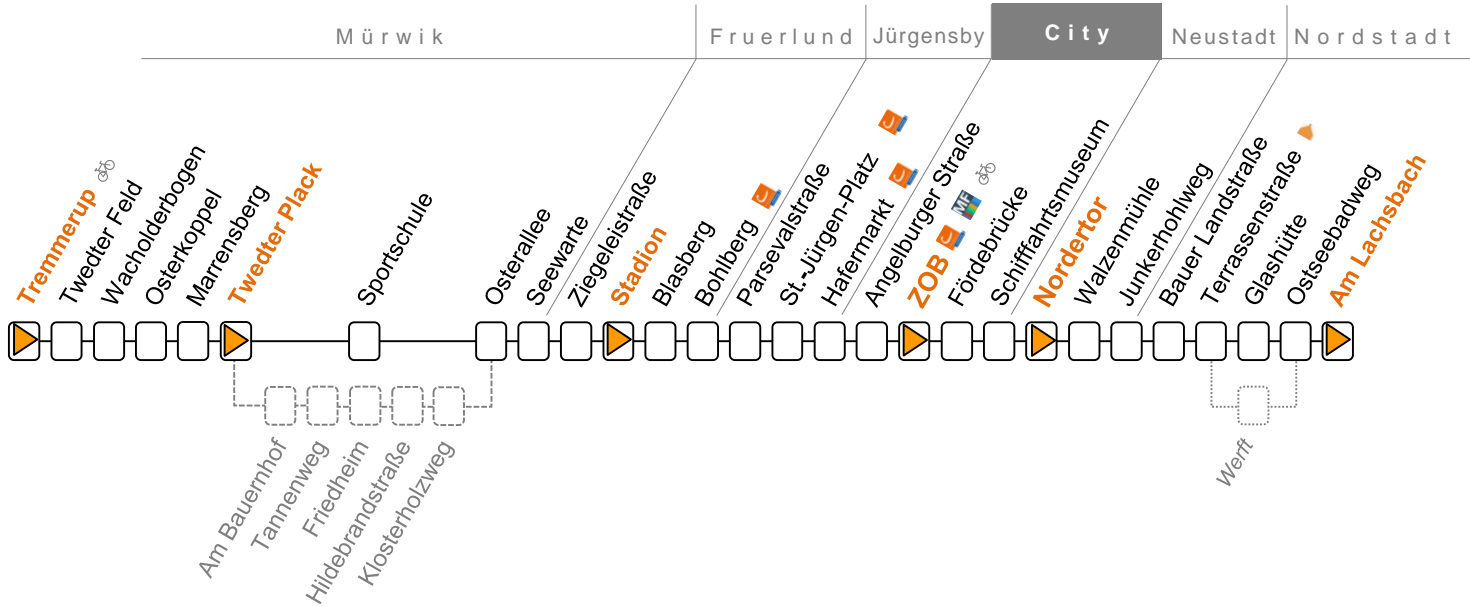 Mürwik
Fruerlund
Jürgensby
City
Neustadt
Nordstadt
Tremmerup
Twedter Feld
Wacholderbogen
Osterkoppel
Marrensberg
Twedter Plack
Sportschule
Osterallee
Seewarte
Ziegeleistraße
Stadion
Blasberg
Bohlberg
Parsevalstraße
St.-Jürgen-Platz
Hafermarkt
Angelburger Straße
ZOB
MF
Fördebrücke
Schifffahrtsmuseum
Nordertor
Walzenmühle
Junkerhohlweg
Bauer Landstraße
Terrassenstraße
Glashütte
Ostseebadweg
Am Lachsbach
Am Bauernhof
Tannenweg
Friedheim
Hildebrandstraße
Klosterholzweg
Werft